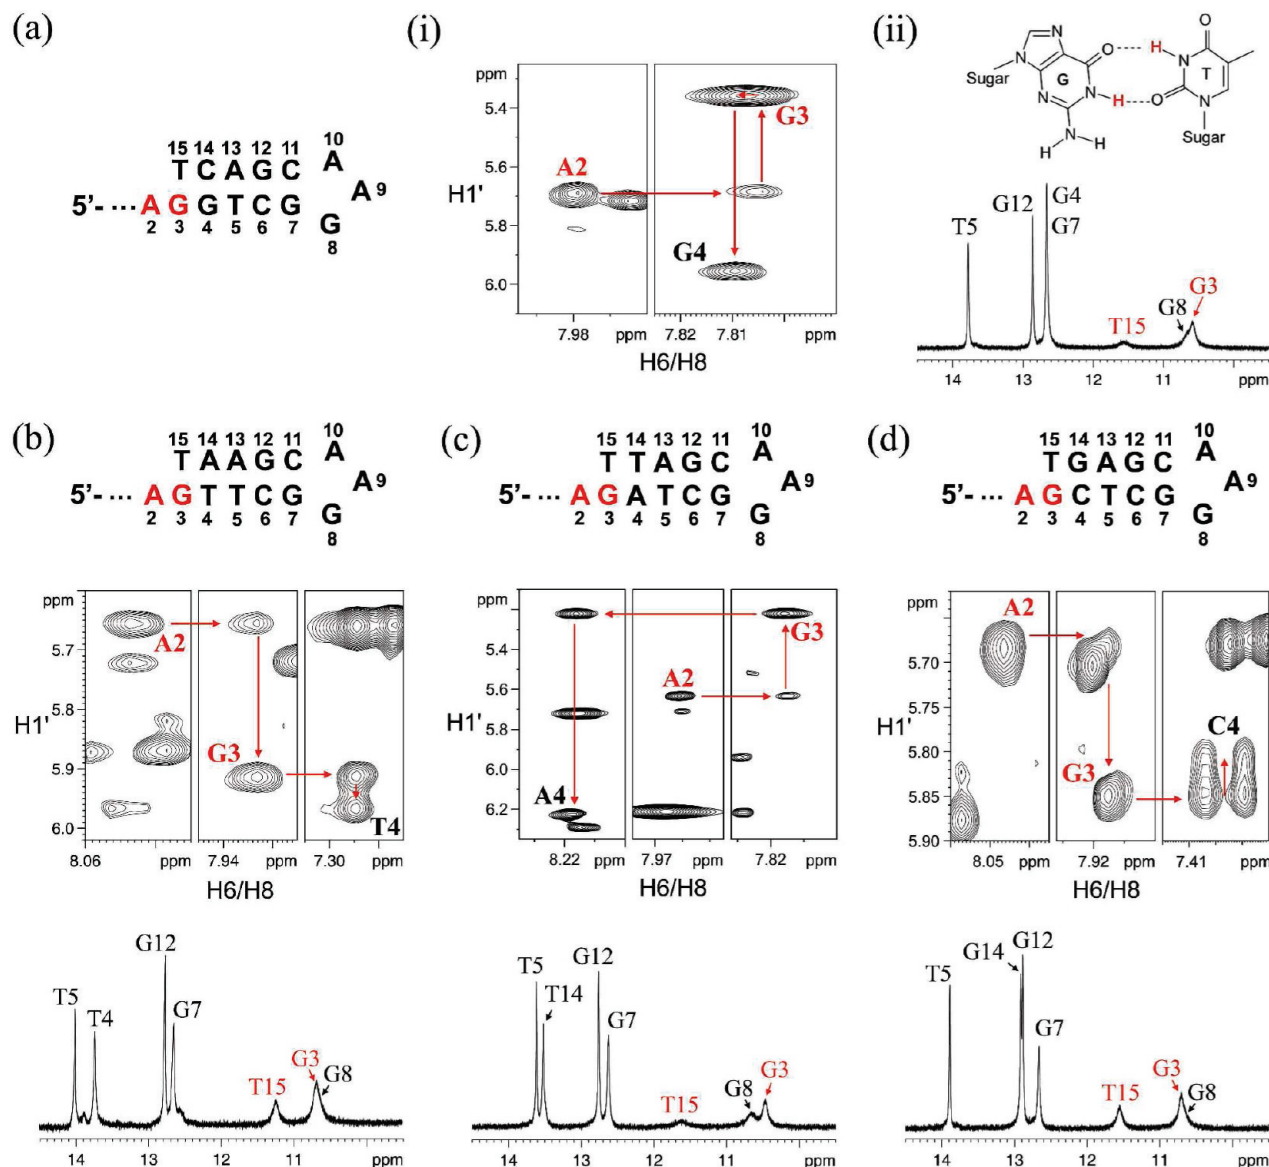 (a)
15 14 13 12 11
T C A G C
10
A
A 9
5'- ··· A G G T C G
2 3 4 5 6 7
G
8
(i)
ppm
5.4
5.6
H1'
5.8
6.0
A2
G3
G4
7.98 ppm 7.82 7.81 ppm
H6/H8
(ii)
Sugar
N
N
G
N
N
O
H
H
N
H
H
O
N
T
O
N
Sugar
T5
G12
G4
G7
T15
G8
G3
14 13 12 11 ppm
(b)
15 14 13 12 11
T A A G C
10
A
A 9
5'- ··· A G T T C G
2 3 4 5 6 7
G
8
ppm
5.7
5.8
H1'
5.9
6.0
A2
G3
T4
8.06 ppm 7.94 ppm 7.30 ppm
H6/H8
T5
T4
G12
G7
T15
G3
G8
14 13 12 11 ppm
(c)
15 14 13 12 11
T T A G C
10
A
A 9
5'- ··· A G A T C G
2 3 4 5 6 7
G
8
ppm
5.4
5.6
H1'
5.8
6.0
6.2
G3
A2
A4
8.22 ppm 7.97 ppm 7.82 ppm
H6/H8
T5
T14
G12
G7
T15
G8
G3
14 13 12 11 ppm
(d)
15 14 13 12 11
T G A G C
10
A
A 9
5'- ··· A G C T C G
2 3 4 5 6 7
G
8
ppm
5.70
5.75
H1'
5.80
5.85
5.90
A2
G3
C4
8.05 ppm 7.92 ppm 7.41 ppm
H6/H8
T5
G14
G12
G7
T15
G3
G8
14 13 12 11 ppm